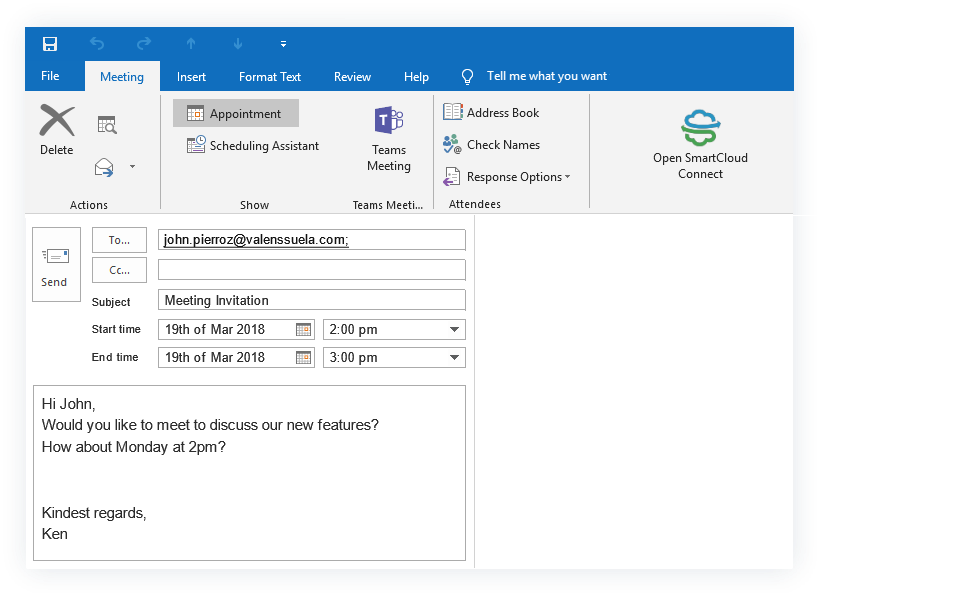 File Meeting Insert Format Text Review Help Tell me what you want
Delete
Actions
Appointment
Scheduling Assistant
Show
Teams
Meeting
Teams Meeti...
Address Book
Check Names
Response Options
Attendees
Open SmartCloud
Connect
Send
To... john.pierroz@valenssuela.com;
Cc...
Subject Meeting Invitation
Start time 19th of Mar 2018 2:00 pm
End time 19th of Mar 2018 3:00 pm
Hi John,
Would you like to meet to discuss our new features?
How about Monday at 2pm?
Kindest regards,
Ken